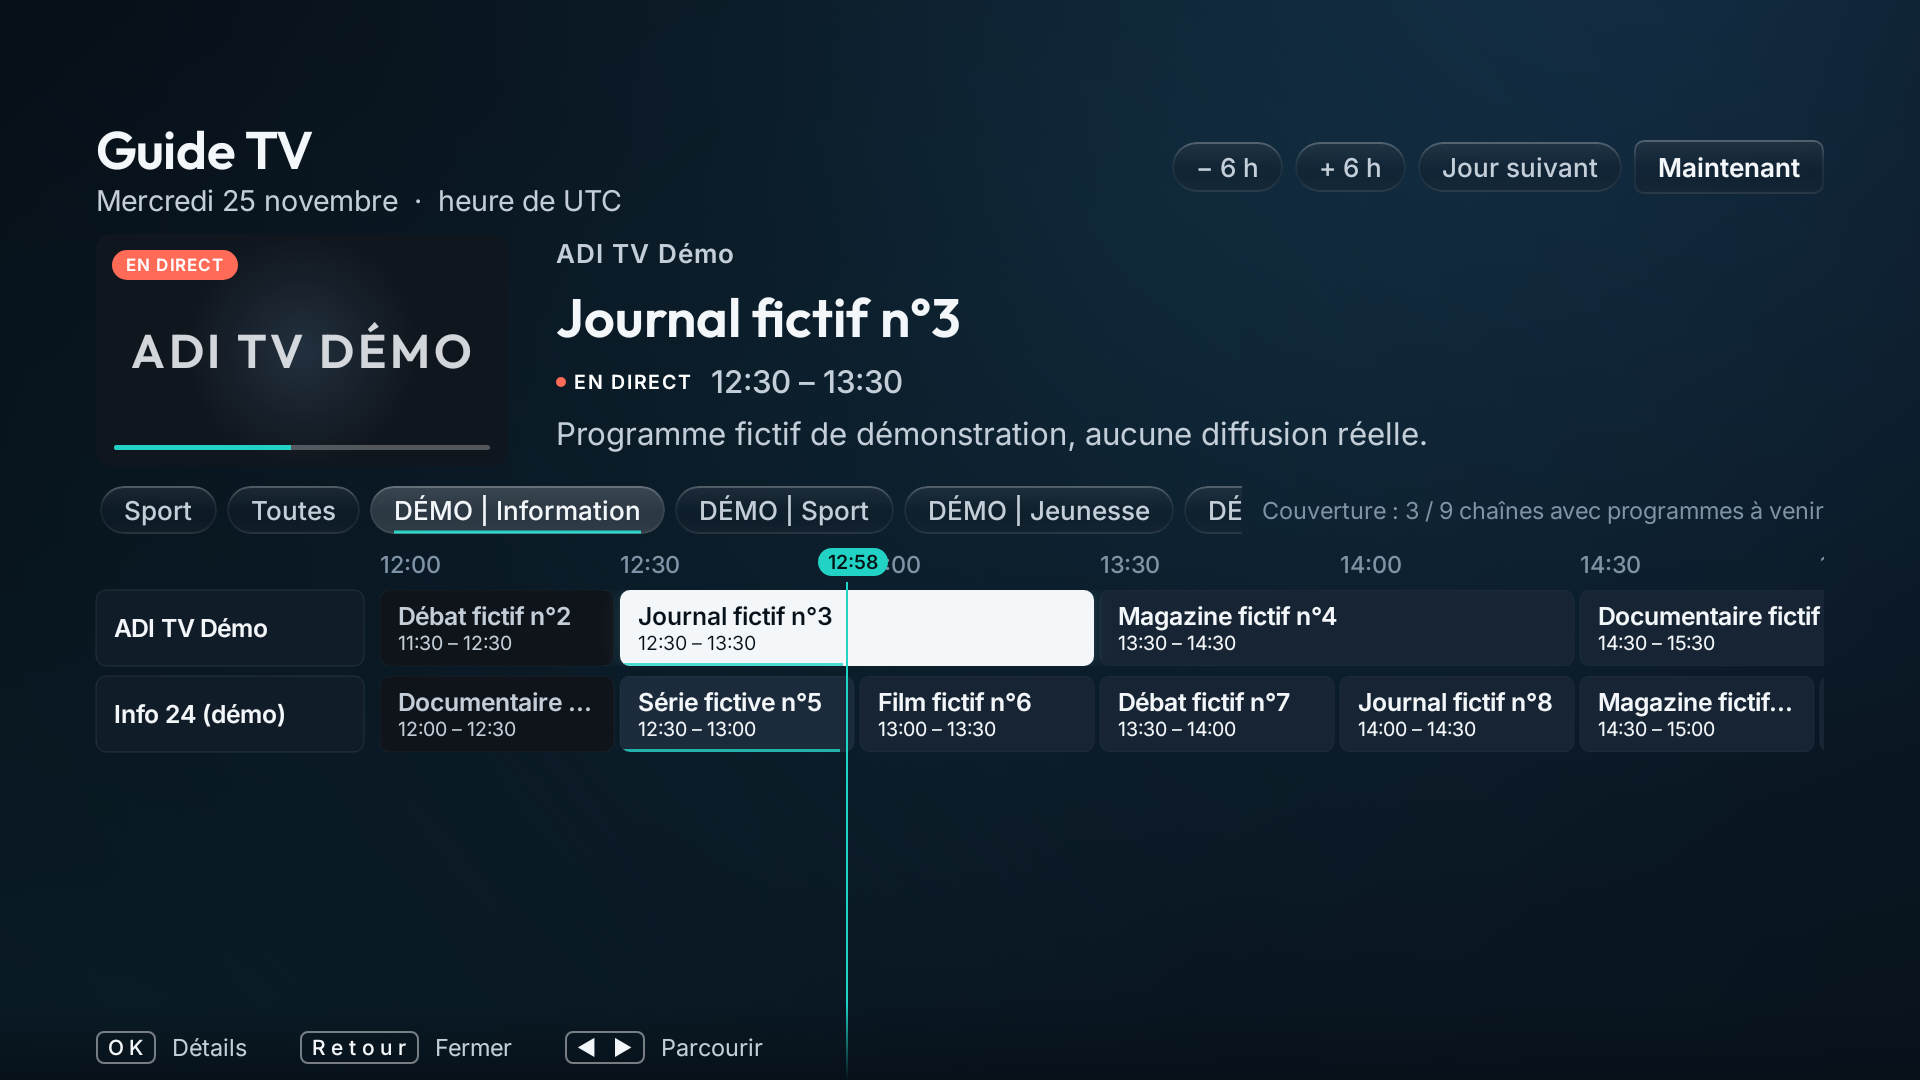 Guide TV
Mercredi 25 novembre · heure de UTC
– 6 h
+ 6 h
Jour suivant
Maintenant
EN DIRECT
ADI TV DÉMO
ADI TV Démo
Journal fictif n°3
EN DIRECT 12:30 – 13:30
Programme fictif de démonstration, aucune diffusion réelle.
Sport
Toutes
DÉMO | Information
DÉMO | Sport
DÉMO | Jeunesse
DÉ
Couverture : 3 / 9 chaînes avec programmes à venir
12:00
12:30
12:58
:00
13:30
14:00
14:30
ADI TV Démo
Débat fictif n°2
11:30 – 12:30
Journal fictif n°3
12:30 – 13:30
Magazine fictif n°4
13:30 – 14:30
Documentaire fictif
14:30 – 15:30
Info 24 (démo)
Documentaire ...
12:00 – 12:30
Série fictive n°5
12:30 – 13:00
Film fictif n°6
13:00 – 13:30
Débat fictif n°7
13:30 – 14:00
Journal fictif n°8
14:00 – 14:30
Magazine fictif...
14:30 – 15:00
OK Détails
Retour Fermer
◀ ▶ Parcourir